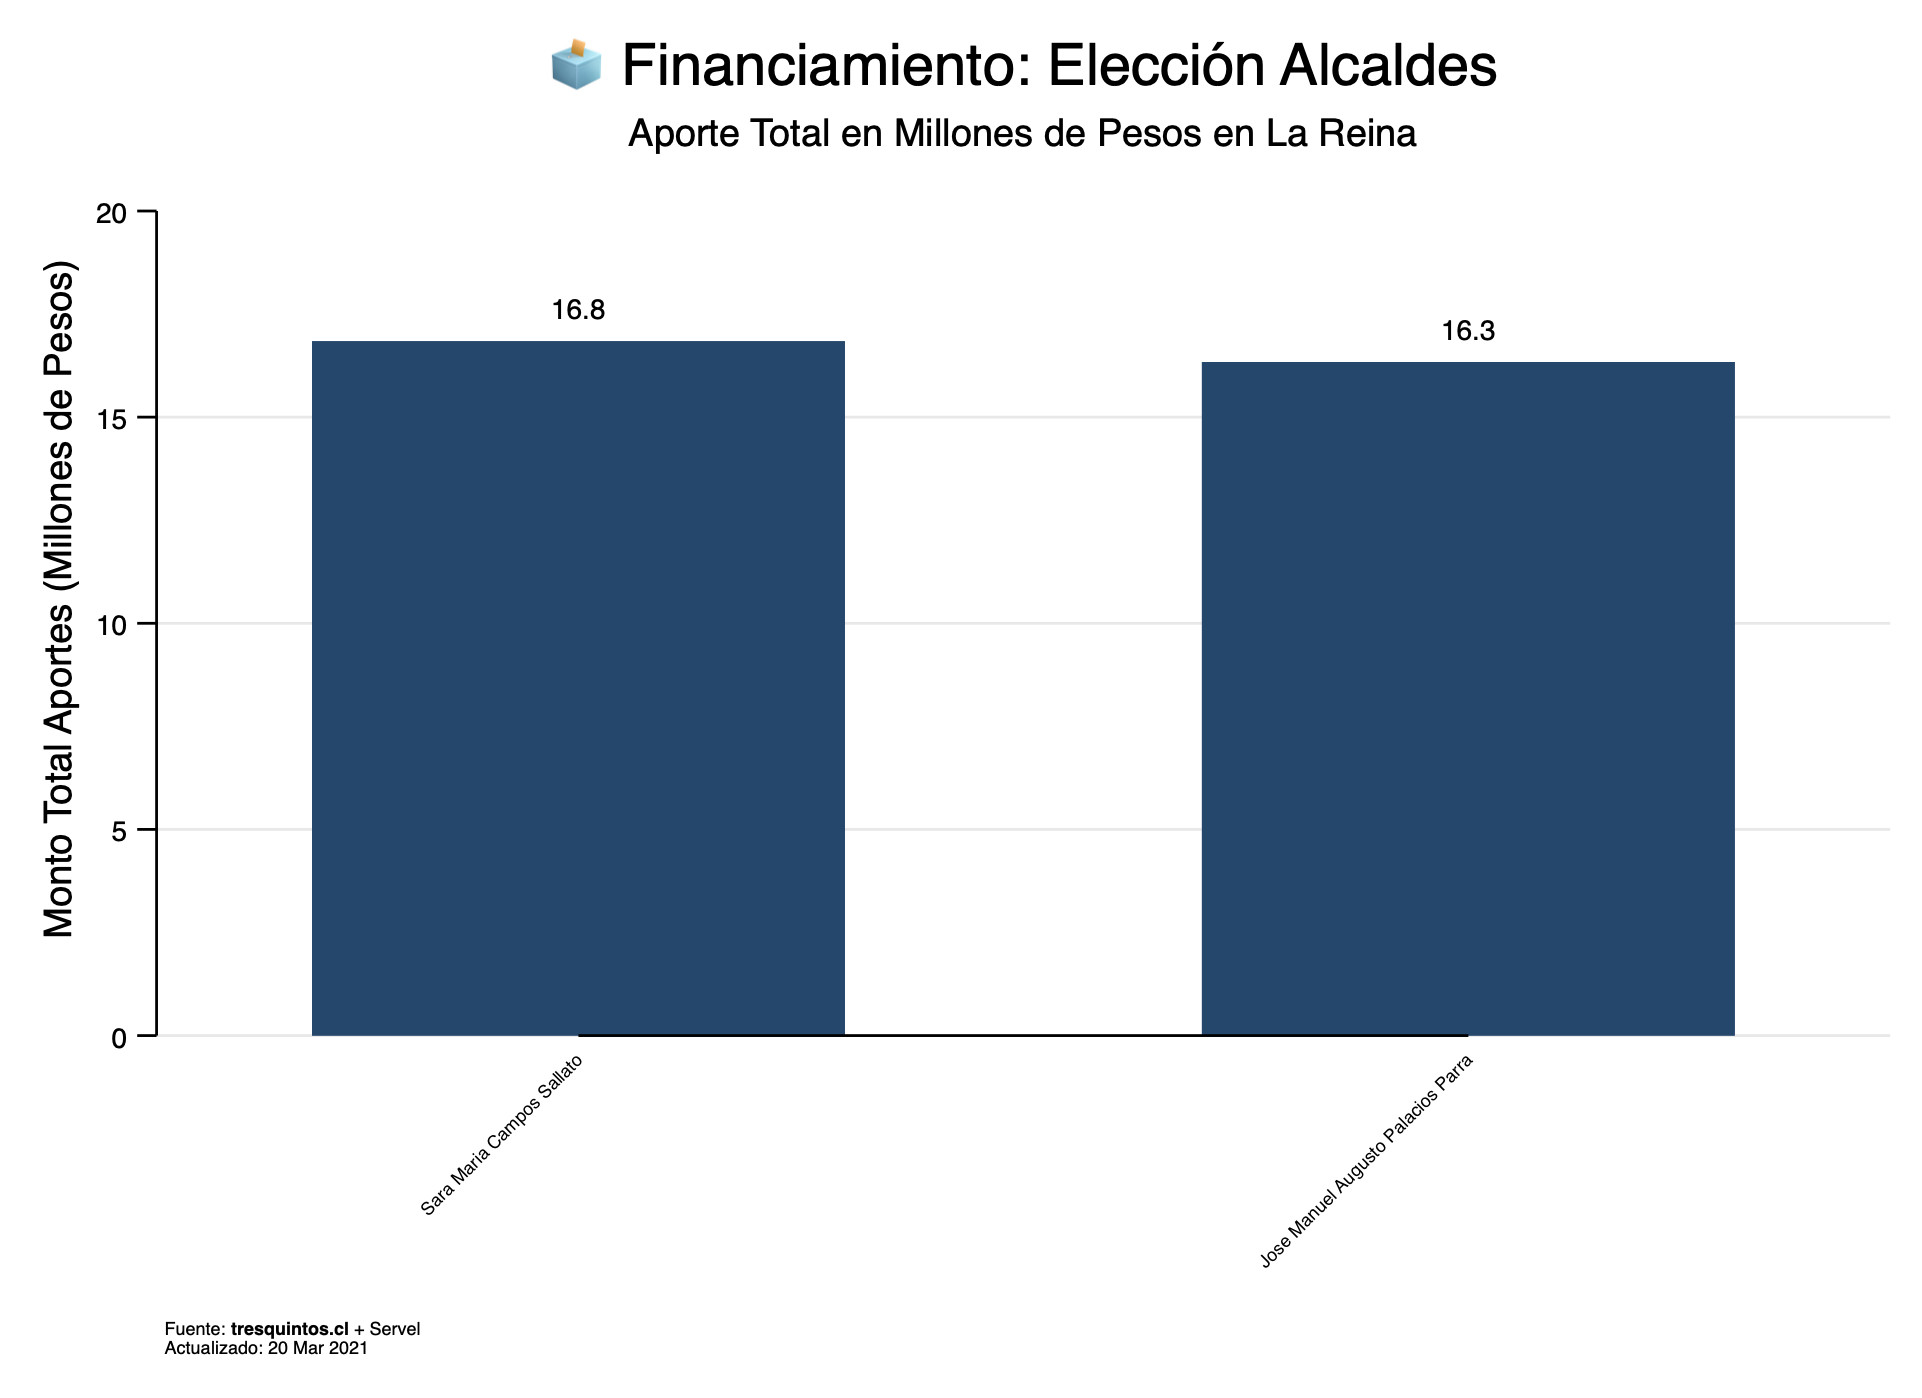 Financiamiento: Elección Alcaldes
Aporte Total en Millones de Pesos en La Reina
Monto Total Aportes (Millones de Pesos)
20
15
10
5
0
16.8
16.3
Sara Maria Campos Sallato
Jose Manuel Augusto Palacios Parra
Fuente: tresquintos.cl + Servel
Actualizado: 20 Mar 2021